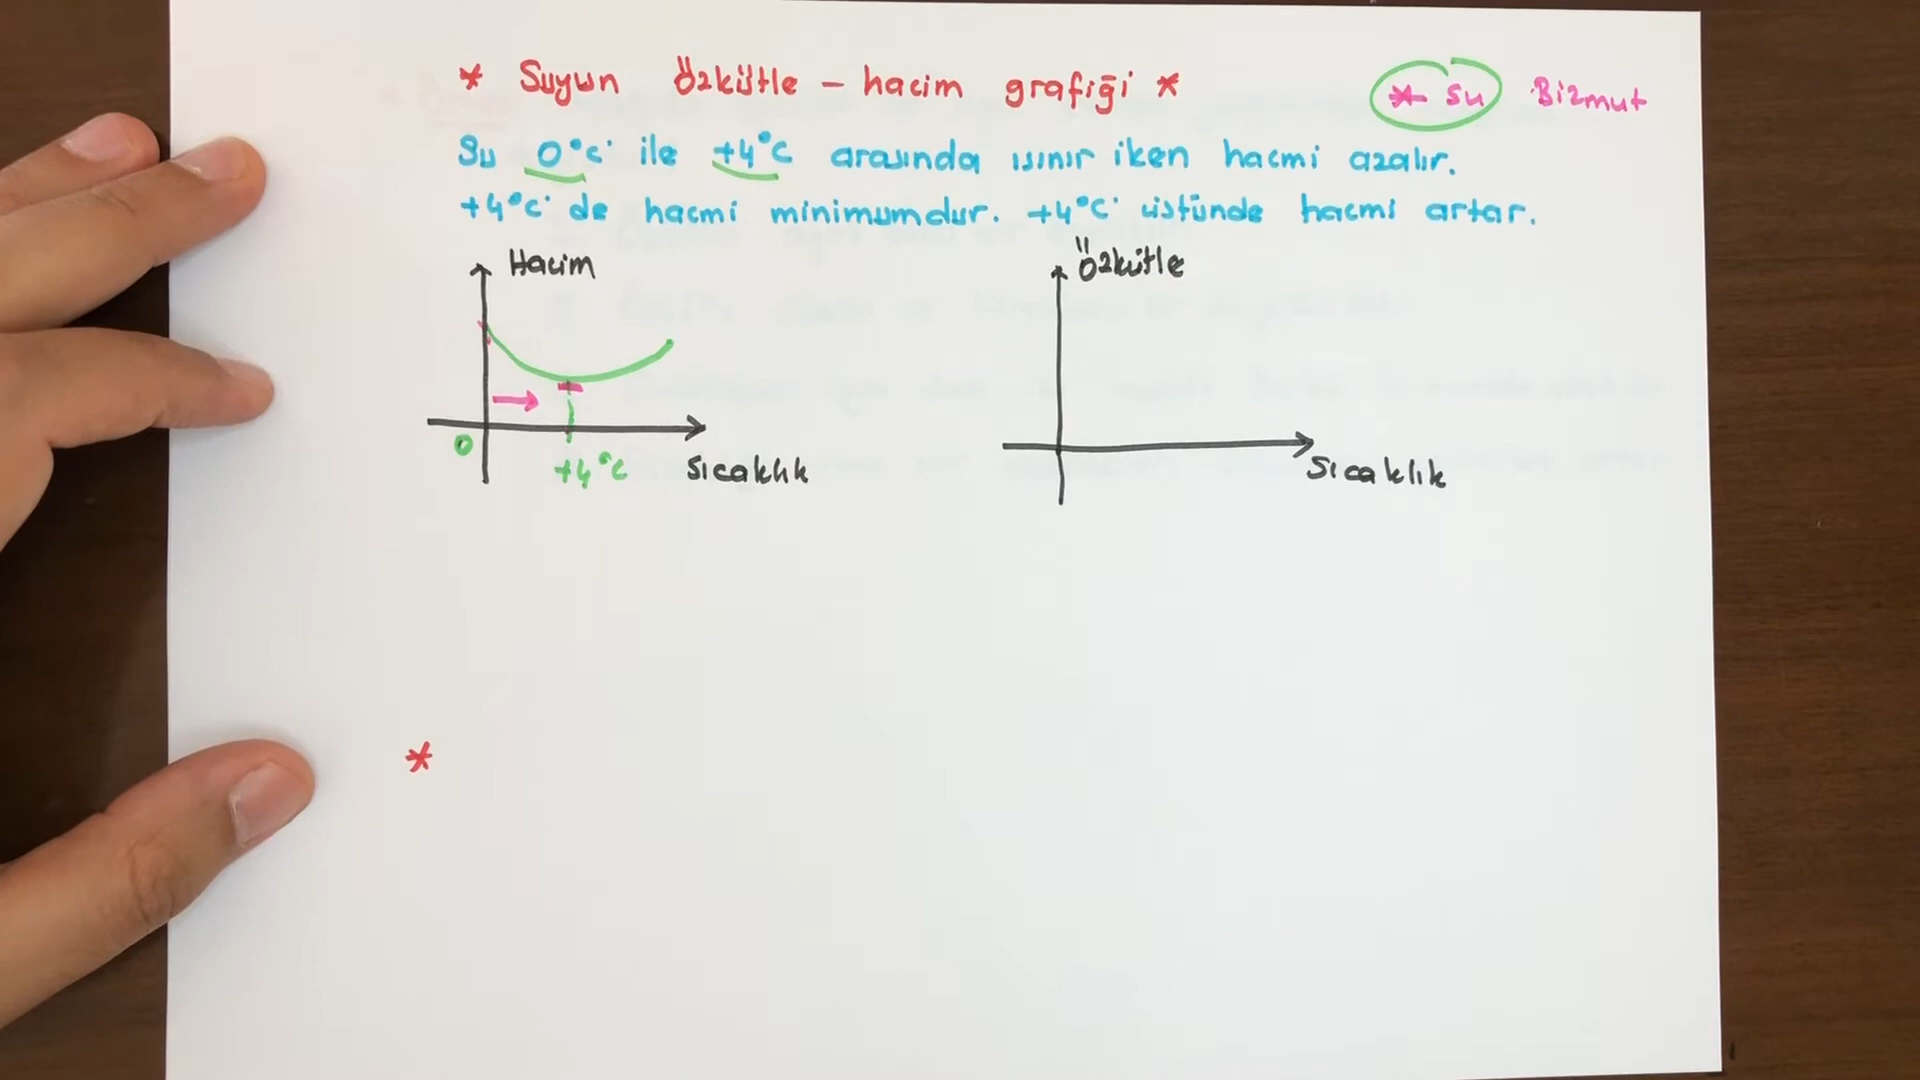 * Suyun Özkütle - hacim grafiği *
* Su Bizmut
Su 0°C ile +4°C arasında ısınır iken hacmi azalır.
+4°C de hacmi minimumdur. +4°C üstünde hacmi artar.
Hacim
0
+4°C
Sıcaklık
Özkütle
Sıcaklık
*